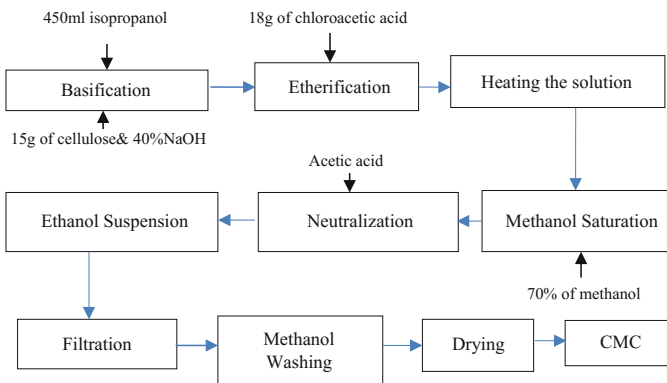 450ml isopropanol
18g of chloroacetic acid
Basification
Etherification
Heating the solution
15g of cellulose& 40%NaOH
Acetic acid
Ethanol Suspension
Neutralization
Methanol Saturation
70% of methanol
Filtration
Methanol
Washing
Drying
CMC